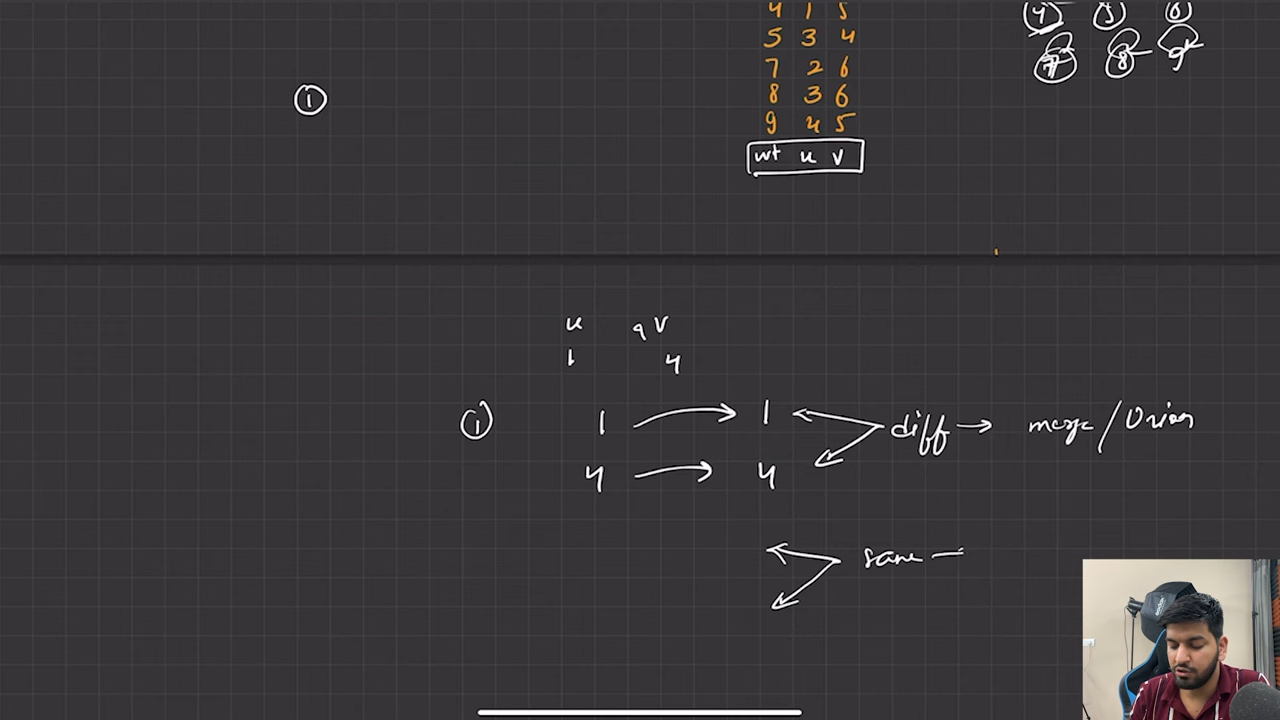 4 1 5
5 3 4
7 2 6
8 3 6
9 4 5
wt u v
4 5 6
7 8 9
1
u , v
1 4
1 1 1 diff merge / Union
4 4
same